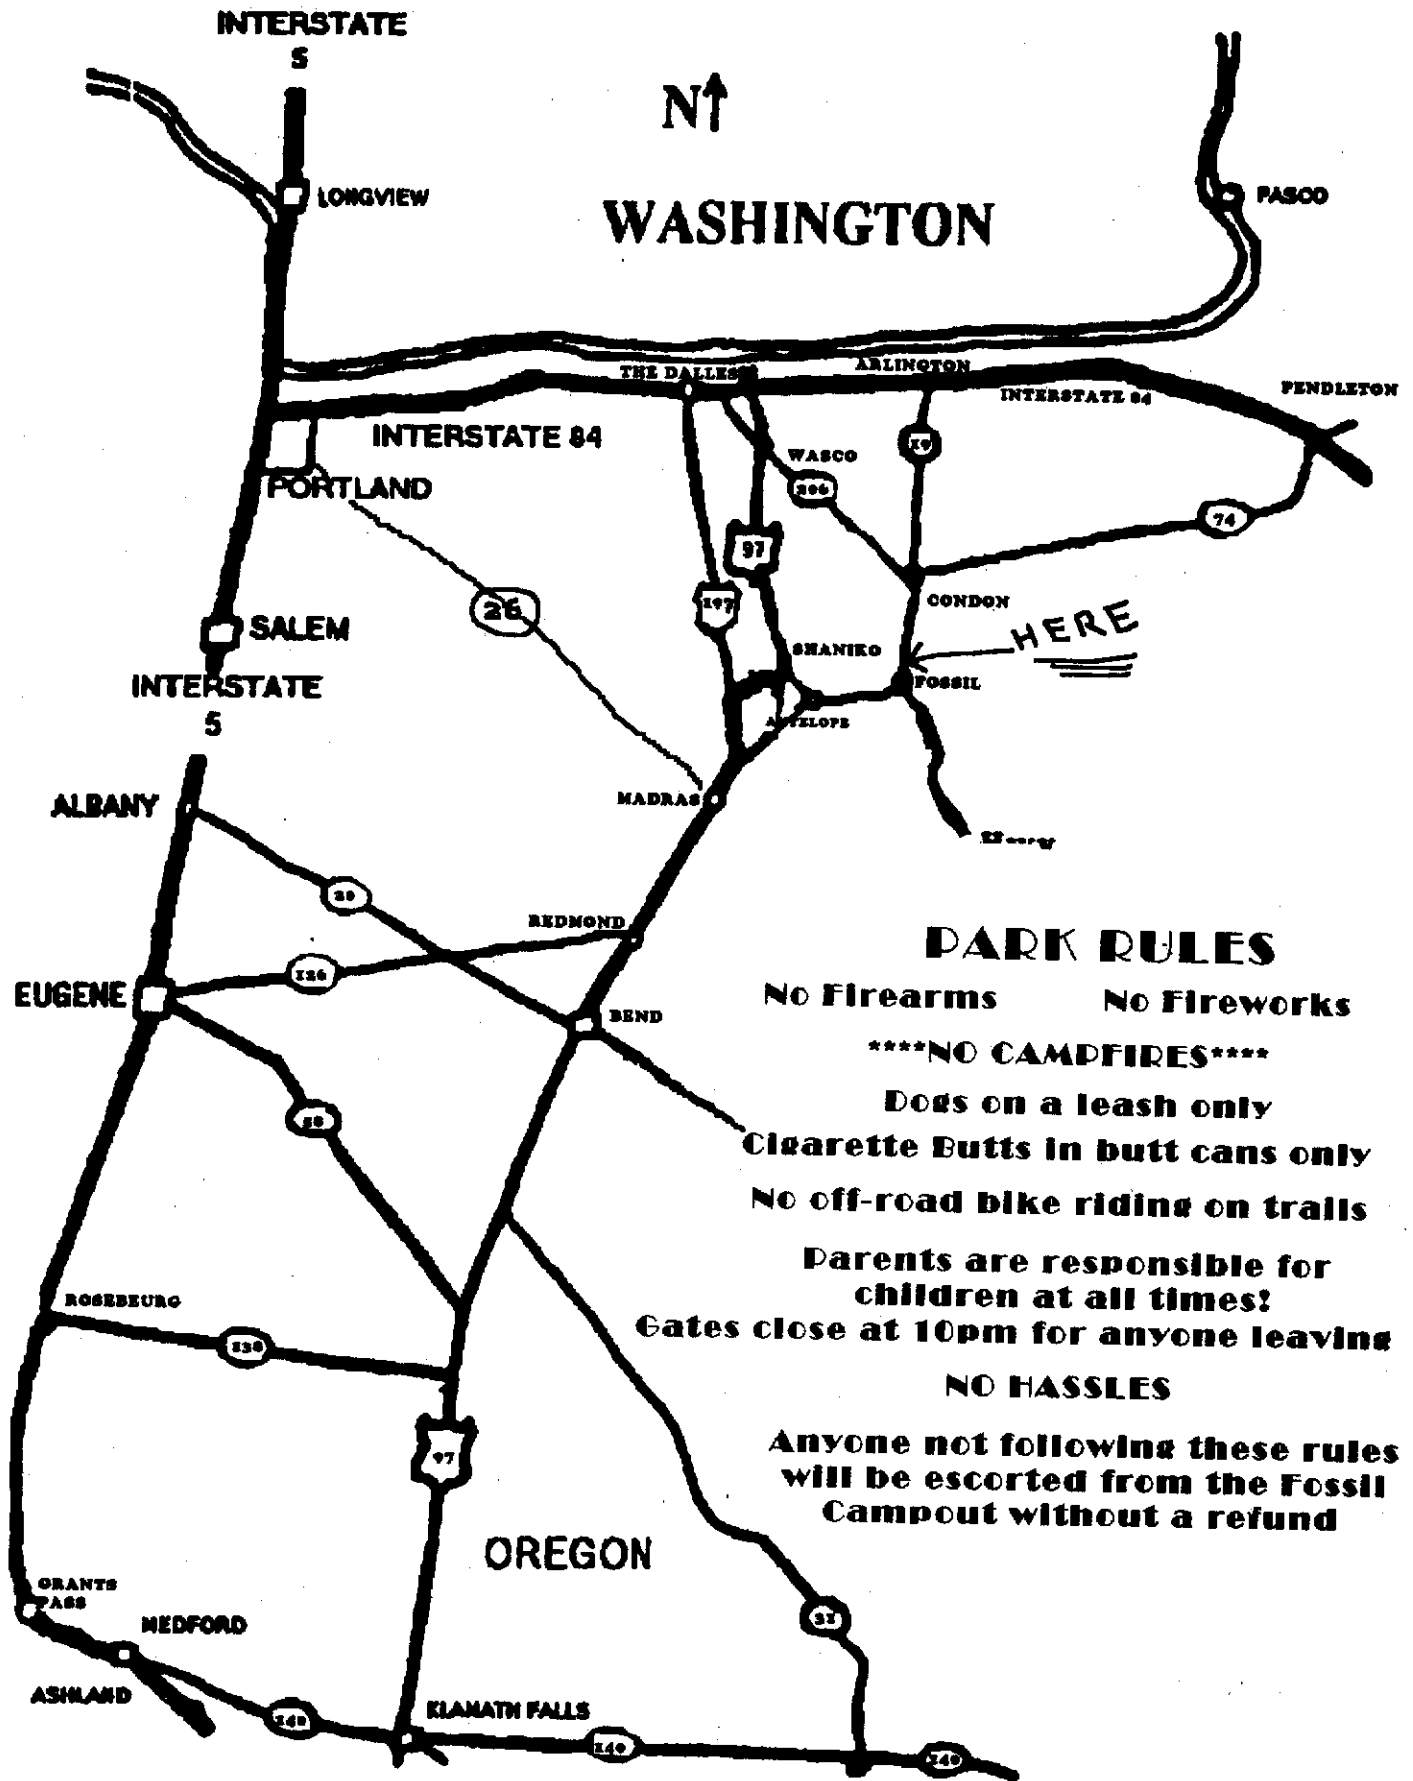 INTERSTATE
5
N
LONGVIEW
PASCO
WASHINGTON
THE DALLES
ARLINGTON
INTERSTATE 84
PENDLETON
INTERSTATE 84
19
WASCO
206
PORTLAND
74
97
26
197
CONDON
HERE
SALEM
SHANIKO
INTERSTATE
FOSSIL
5
ANTELOPE
ALBANY
MADRAS
20
REDMOND
126
EUGENE
BEND
58
PARK RULES
No Firearms No Fireworks
****NO CAMPFIRES****
Dogs on a leash only
Cigarette Butts in butt cans only
No off-road bike riding on trails
Parents are responsible for
children at all times!
Gates close at 10pm for anyone leaving
NO HASSLES
Anyone not following these rules
will be escorted from the Fossil
Campout without a refund
ROSEBEURG
138
97
OREGON
GRANTS
PASS
MEDFORD
31
ASHLAND
140
KLAMATH FALLS
140
140